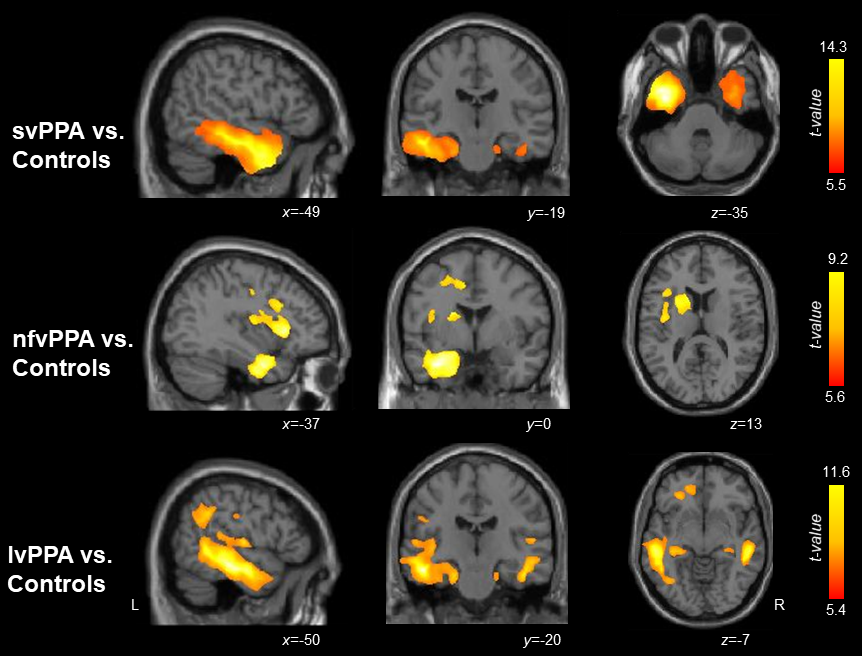 14.3
svPPA vs.
Controls
t-value
5.5
x=-49
y=-19
z=-35
9.2
nfvPPA vs.
Controls
t-value
5.6
x=-37
y=0
z=13
11.6
lvPPA vs.
Controls
t-value
L
R
5.4
x=-50
y=-20
z=-7